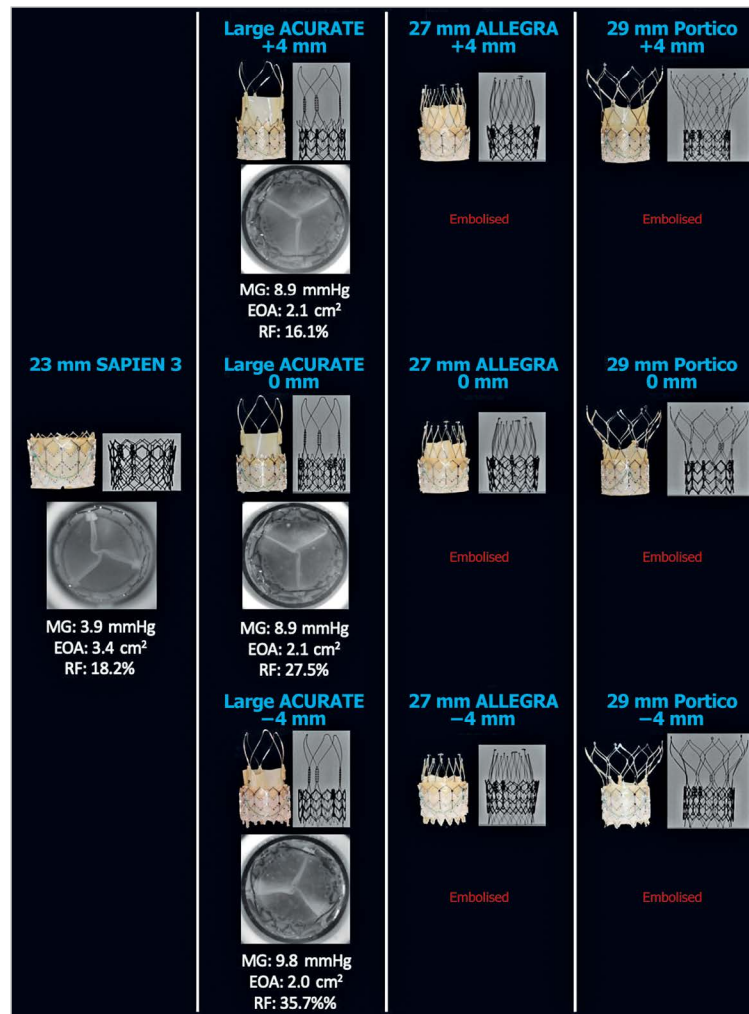 23 mm SAPIEN 3
MG: 3.9 mmHg
EOA: 3.4 cm²
RF: 18.2%
Large ACURATE
+4 mm
MG: 8.9 mmHg
EOA: 2.1 cm²
RF: 16.1%
Large ACURATE
0 mm
MG: 8.9 mmHg
EOA: 2.1 cm²
RF: 27.5%
Large ACURATE
−4 mm
MG: 9.8 mmHg
EOA: 2.0 cm²
RF: 35.7%%
27 mm ALLEGRA
+4 mm
Embolised
27 mm ALLEGRA
0 mm
Embolised
27 mm ALLEGRA
−4 mm
Embolised
29 mm Portico
+4 mm
Embolised
29 mm Portico
0 mm
Embolised
29 mm Portico
−4 mm
Embolised